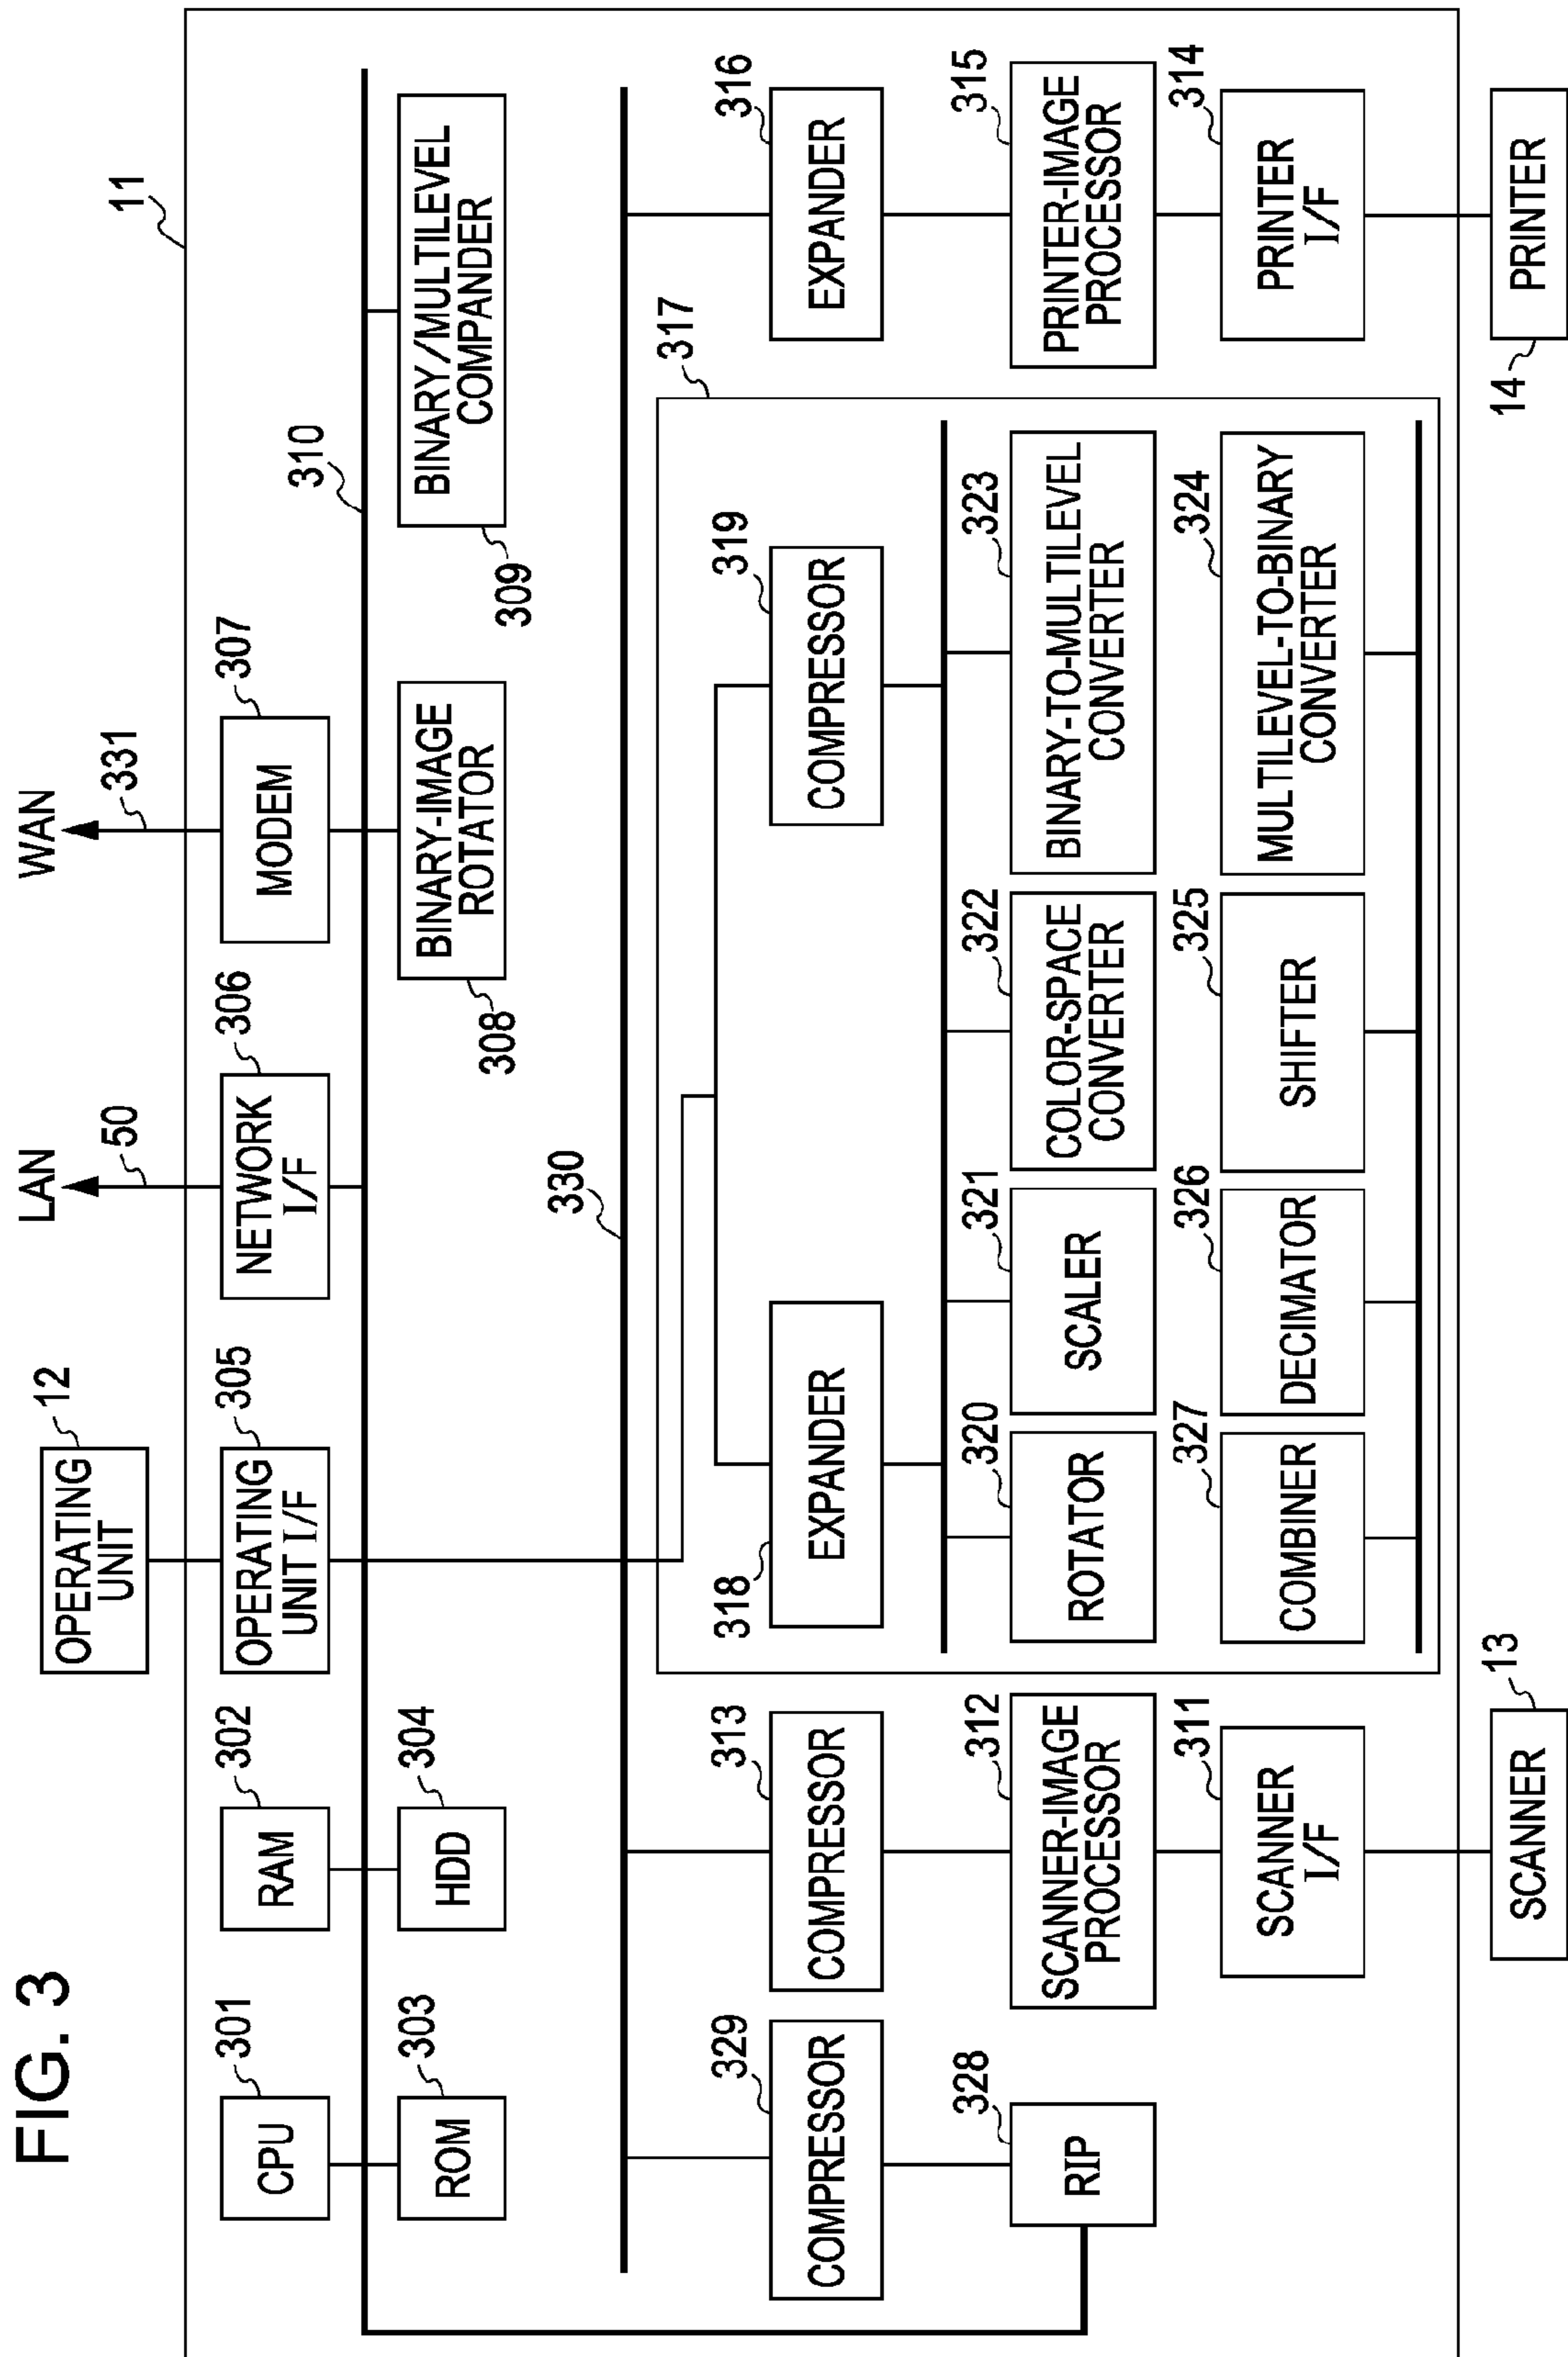 FIG. 3
OPERATING
UNIT
12
LAN
50
WAN
331
11
CPU
301
RAM
302
OPERATING
UNIT I/F
305
NETWORK
I/F
306
MODEM
307
310
ROM
303
HDD
304
BINARY-IMAGE
ROTATOR
308
BINARY/MULTILEVEL
COMPANDER
309
330
317
COMPRESSOR
329
COMPRESSOR
313
EXPANDER
318
COMPRESSOR
319
EXPANDER
316
RIP
328
SCANNER-IMAGE
PROCESSOR
312
ROTATOR
320
SCALER
321
COLOR-SPACE
CONVERTER
322
BINARY-TO-MULTILEVEL
CONVERTER
323
PRINTER-IMAGE
PROCESSOR
315
SCANNER
I/F
311
COMBINER
327
DECIMATOR
326
SHIFTER
325
MULTILEVEL-TO-BINARY
CONVERTER
324
PRINTER
I/F
314
SCANNER
13
PRINTER
14